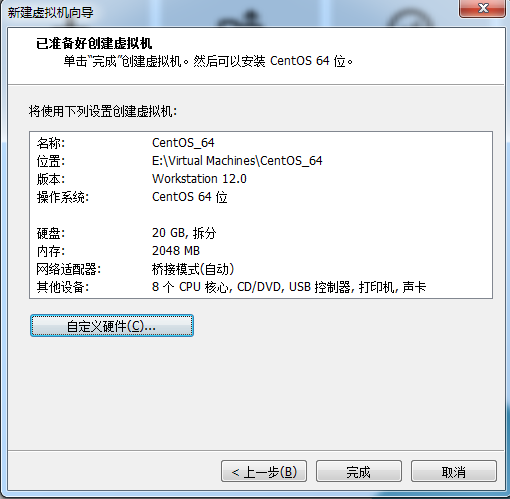 新建虚拟机向导
已准备好创建虚拟机
单击“完成”创建虚拟机。然后可以安装 CentOS 64 位。
将使用下列设置创建虚拟机:
名称: CentOS_64
位置: E:\Virtual Machines\CentOS_64
版本: Workstation 12.0
操作系统: CentOS 64 位
硬盘: 20 GB, 拆分
内存: 2048 MB
网络适配器: 桥接模式(自动)
其他设备: 8 个 CPU 核心, CD/DVD, USB 控制器, 打印机, 声卡
自定义硬件(C)...
< 上一步(B) 完成 取消